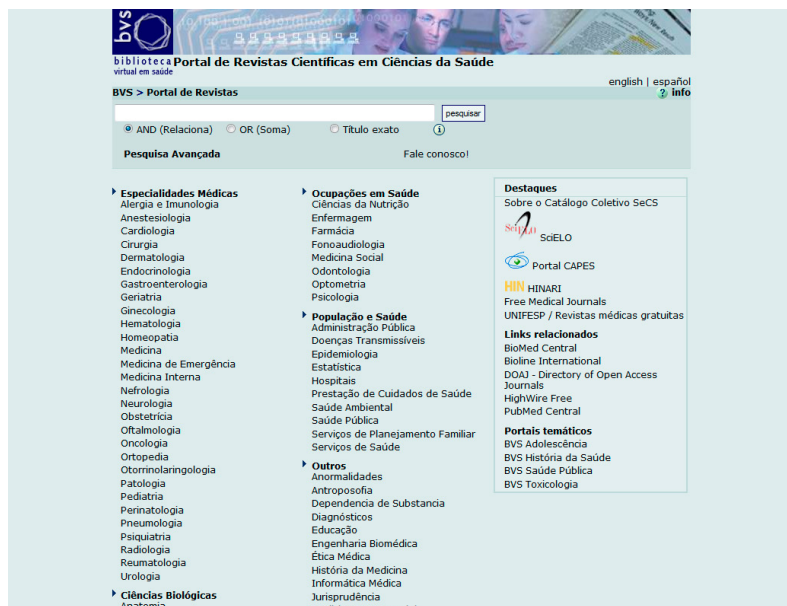 bvs
biblioteca
virtual em saúde
Portal de Revistas Científicas em Ciências da Saúde
english | español
BVS > Portal de Revistas
? info
pesquisar
AND (Relaciona) OR (Soma) Título exato i
Pesquisa Avançada Fale conosco!
Especialidades Médicas
Alergia e Imunologia
Anestesiologia
Cardiologia
Cirurgia
Dermatologia
Endocrinologia
Gastroenterologia
Geriatria
Ginecologia
Hematologia
Homeopatia
Medicina
Medicina de Emergência
Medicina Interna
Nefrologia
Neurologia
Obstetrícia
Oftalmologia
Oncologia
Ortopedia
Otorrinolaringologia
Patologia
Pediatria
Perinatologia
Pneumologia
Psiquiatria
Radiologia
Reumatologia
Urologia
Ciências Biológicas
Anatomia
Ocupações em Saúde
Ciências da Nutrição
Enfermagem
Farmácia
Fonoaudiologia
Medicina Social
Odontologia
Optometria
Psicologia
População e Saúde
Administração Pública
Doenças Transmissíveis
Epidemiologia
Estatística
Hospitais
Prestação de Cuidados de Saúde
Saúde Ambiental
Saúde Pública
Serviços de Planejamento Familiar
Serviços de Saúde
Outros
Anormalidades
Antroposofia
Dependencia de Substancia
Diagnósticos
Educação
Engenharia Biomédica
Ética Médica
História da Medicina
Informática Médica
Jurisprudência
Destaques
Sobre o Catálogo Coletivo SeCS
SciELO SciELO
Portal CAPES
HIN HINARI
Free Medical Journals
UNIFESP / Revistas médicas gratuitas
Links relacionados
BioMed Central
Bioline International
DOAJ - Directory of Open Access
Journals
HighWire Free
PubMed Central
Portais temáticos
BVS Adolescência
BVS História da Saúde
BVS Saúde Pública
BVS Toxicologia